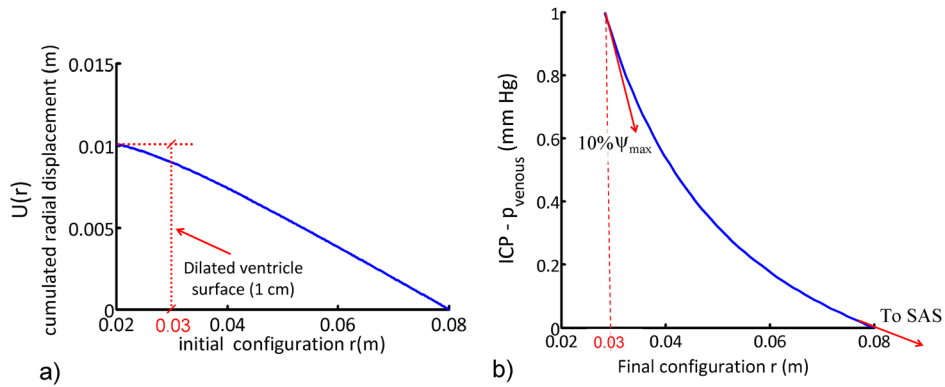 0.015
0.01
0.005
0
U(r)
cumulated radial displacement (m)
Dilated ventricle
surface (1 cm)
0.02 0.03 0.04 0.06 0.08
initial configuration r(m)
a)
1
0.8
0.6
0.4
0.2
0
ICP - p venous (mm Hg)
10%ψmax
To SAS
0.02 0.03 0.04 0.06 0.08
Final configuration r (m)
b)